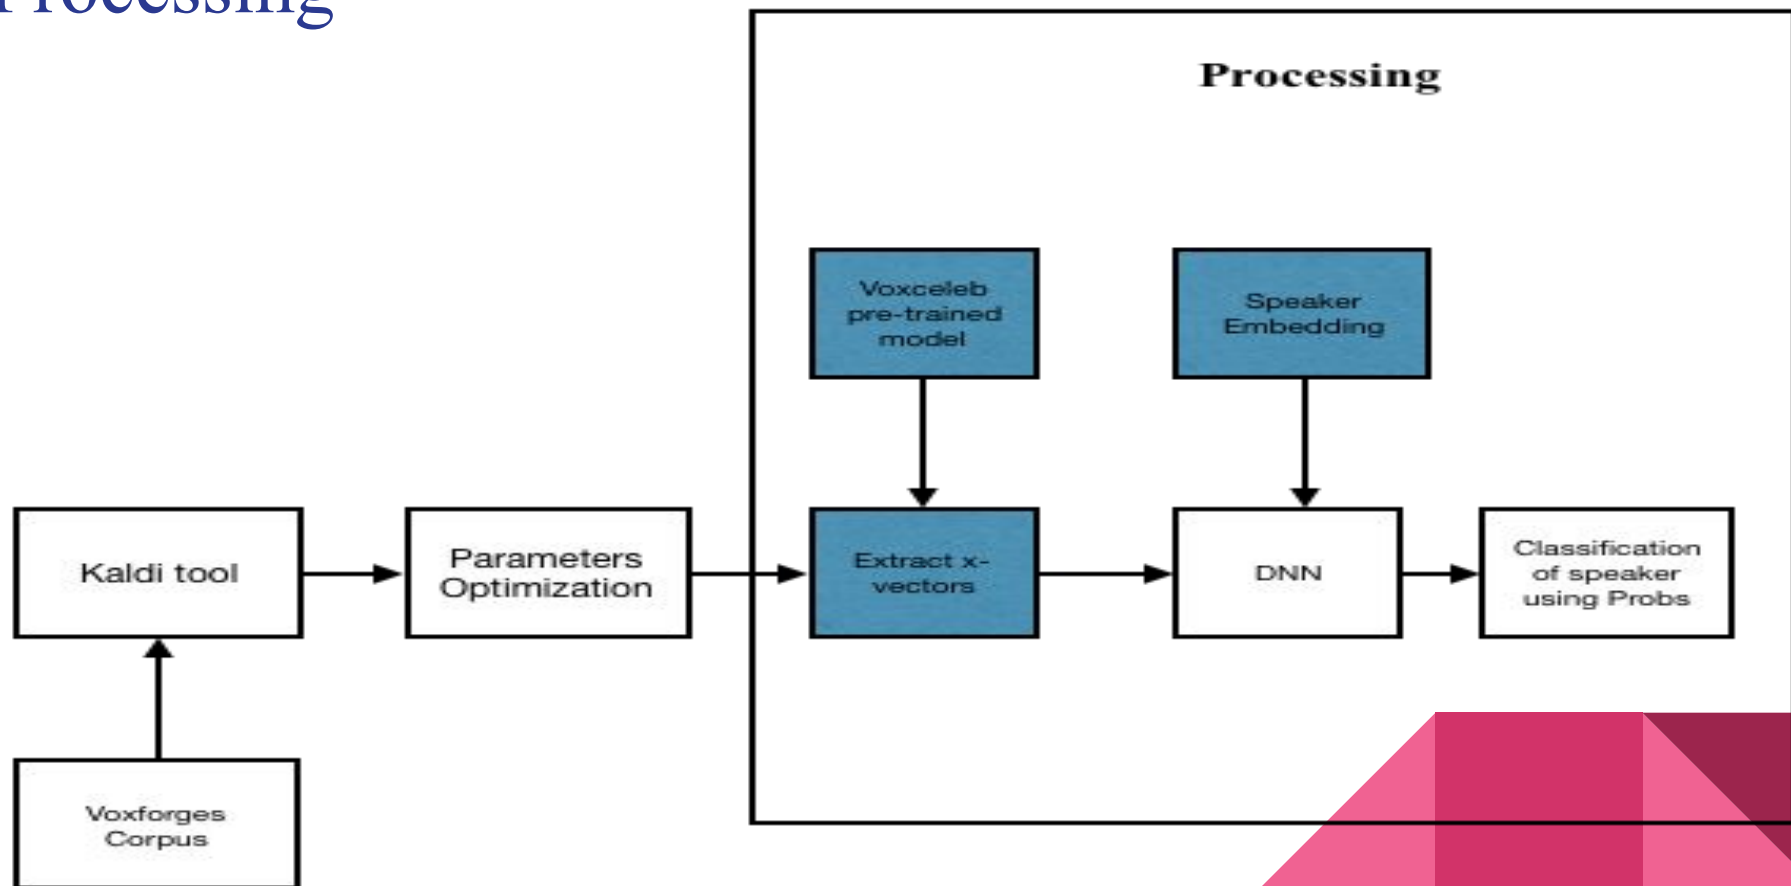 Processing
Processing
Voxceleb
pre-trained
model
Speaker
Embedding
Kaldi tool
Parameters
Optimization
Extract x-
vectors
DNN
Classification
of speaker
using Probs
Voxforges
Corpus